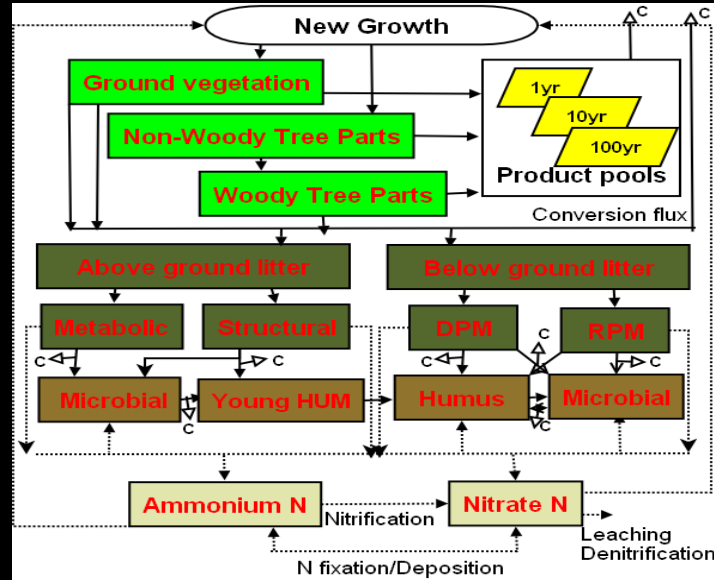 C
C
New Growth
Ground vegetation
1yr
10yr
100yr
Non-Woody Tree Parts
Product pools
Woody Tree Parts
Conversion flux
Above ground litter
Below ground litter
Metabolic
Structural
DPM
C
RPM
C
C
C
C
Microbial
Young HUM
Humus
Microbial
C
C
Ammonium N
Nitrification
Nitrate N
Leaching
Denitrification
N fixation/Deposition